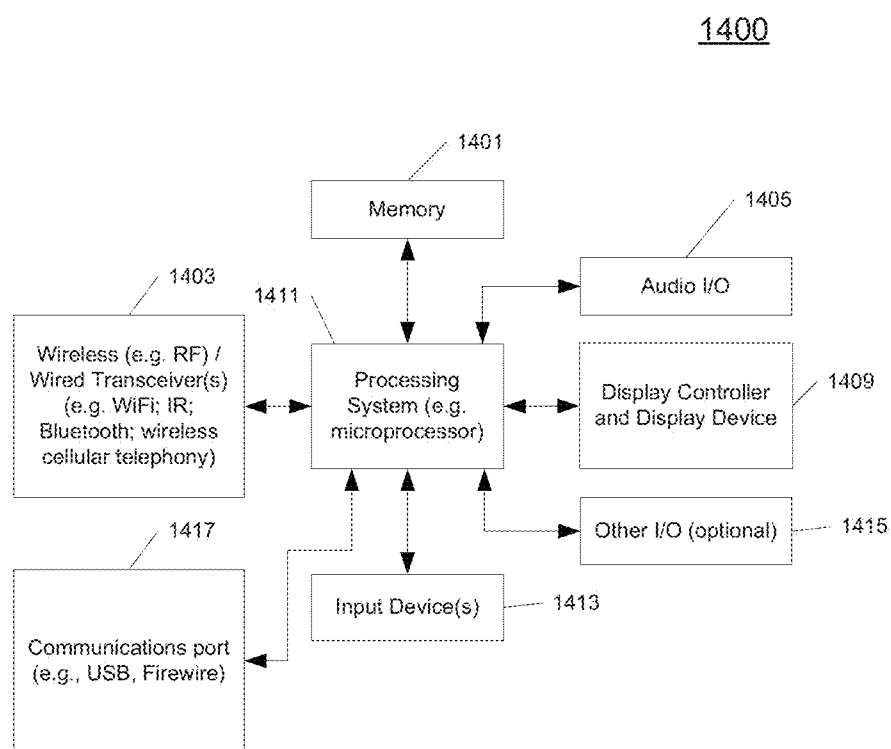 1400
1401
Memory
1405
Audio I/O
1403
Wireless (e.g. RF) /
Wired Transceiver(s)
(e.g. WiFi; IR;
Bluetooth; wireless
cellular telephony)
1411
Processing
System (e.g.
microprocessor)
Display Controller
and Display Device
1409
1417
Communications port
(e.g., USB, Firewire)
Input Device(s)
1413
Other I/O (optional)
1415